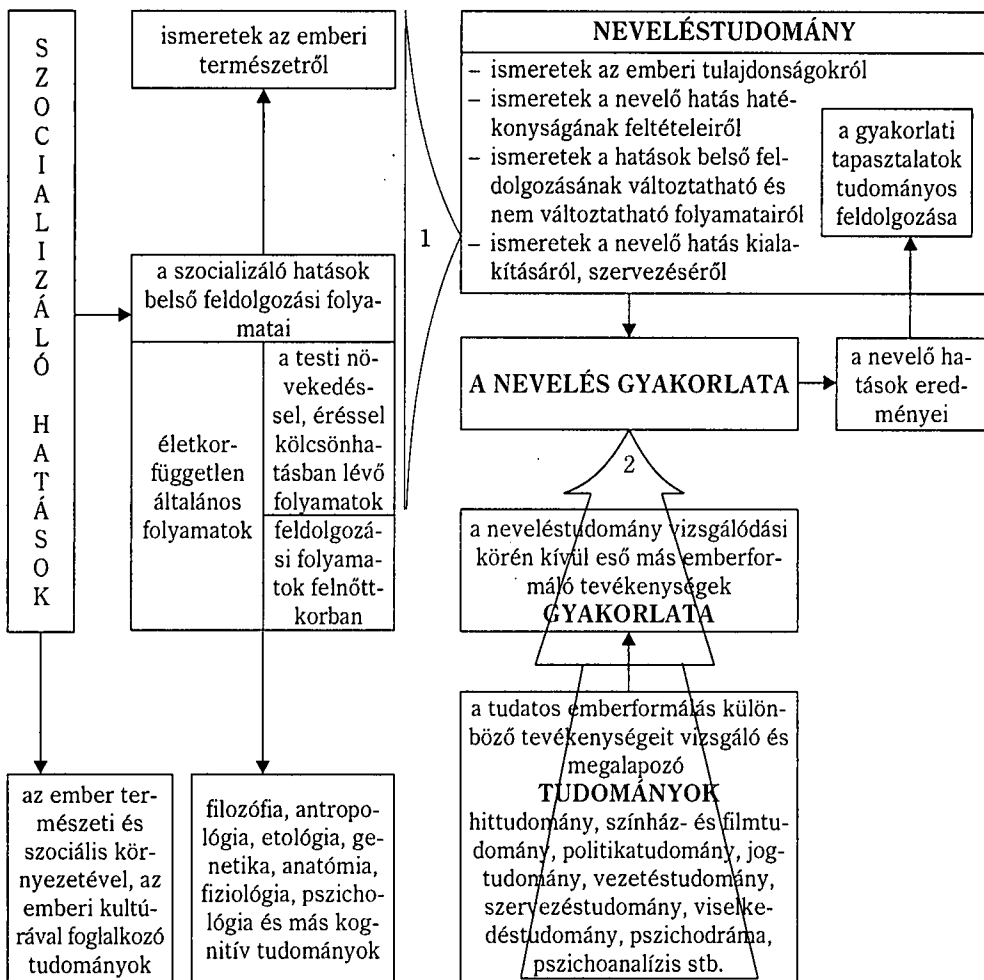 SZOCIALIZÁLÓ HATÁSOK
ismeretek az emberi
természetről
a szocializáló hatások
belső feldolgozási folya-
matai
életkor-
független
általános
folyamatok
a testi nö-
vekedés-
sel, éréssel
kölcsönha-
tásban lévő
folyamatok
feldolgozá-
si folyama-
tok felnőtt-
korban
az ember ter-
mészeti és
szociális kör-
nyezetével, az
emberi kultú-
rával foglalkozó
tudományok
filozófia, antropo-
lógia, etológia, ge-
netika, anatómia,
fiziológia, pszicho-
lógia és más kog-
nitív tudományok
1
NEVELÉSTUDOMÁNY
– ismeretek az emberi tulajdonságokról
– ismeretek a nevelő hatás haté-
konyságának feltételeiről
– ismeretek a hatások belső fel-
dolgozásának változtatható és
nem változtatható folyamatairól
– ismeretek a nevelő hatás kiala-
kításáról, szervezéséről
a gyakorlati
tapasztalatok
tudományos
feldolgozása
A NEVELÉS GYAKORLATA
a nevelő ha-
tások ered-
ményei
2
a neveléstudomány vizsgálódási
körén kívül eső más emberfor-
máló tevékenységek
GYAKORLATA
a tudatos emberformálás külön-
böző tevékenységeit vizsgáló és
megalapozó
TUDOMÁNYOK
hittudomány, színház- és filmtu-
domány, politikatudomány, jog-
tudomány, vezetéstudomány,
szervezéstudomány, viselke-
déstudomány, pszichodráma,
pszichoanalízis stb.